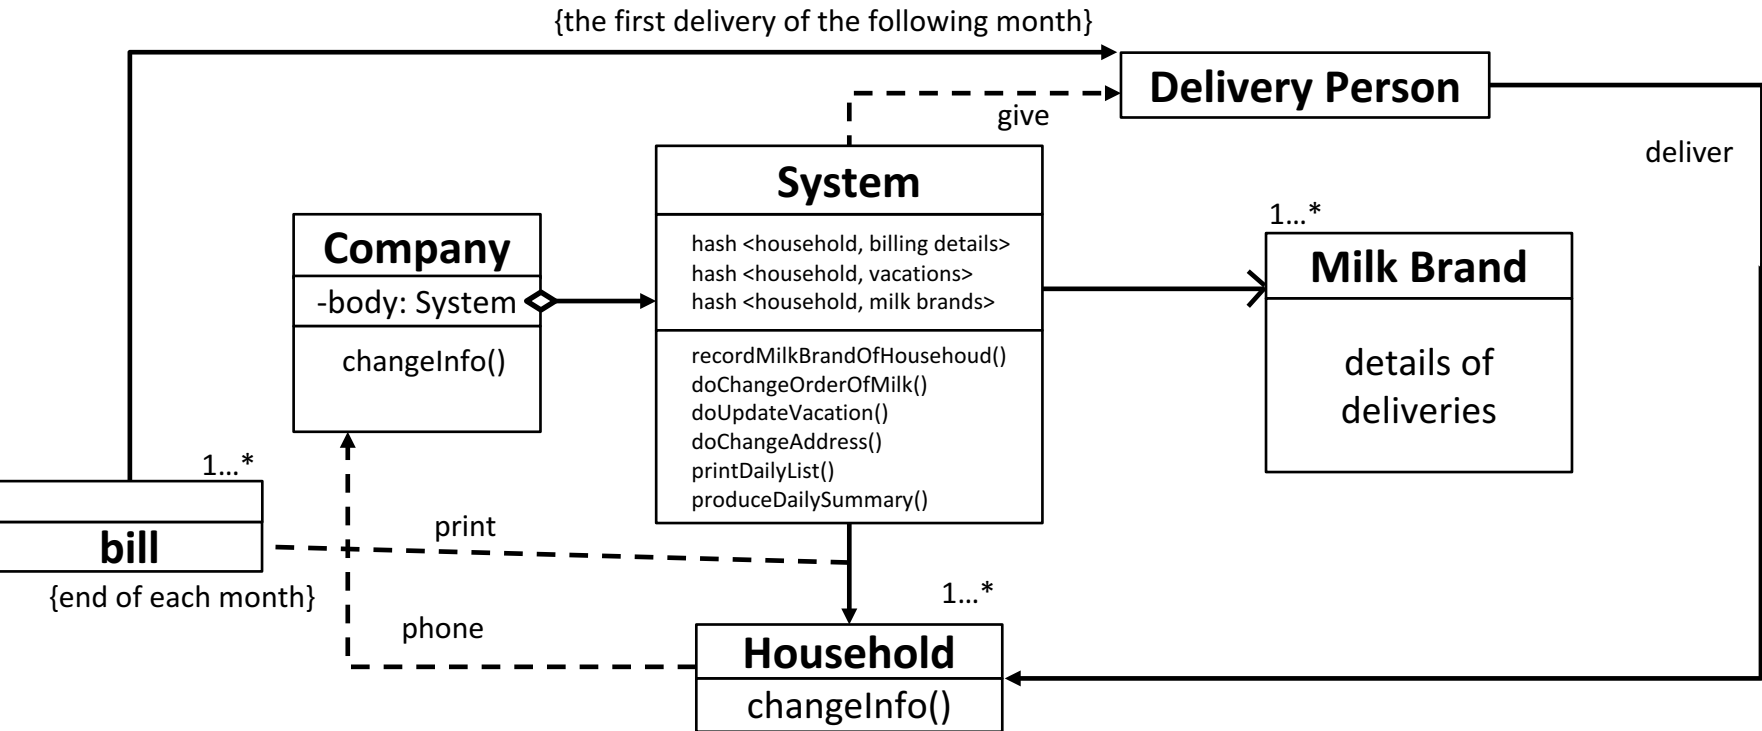 {the first delivery of the following month}
Delivery Person
give
deliver
System
hash <household, billing details>
hash <household, vacations>
hash <household, milk brands>
recordMilkBrandOfHousehoud()
doChangeOrderOfMilk()
doUpdateVacation()
doChangeAddress()
printDailyList()
produceDailySummary()
Company
-body: System
changeInfo()
1...*
Milk Brand
details of
deliveries
1...*
bill
{end of each month}
print
phone
1...*
Household
changeInfo()